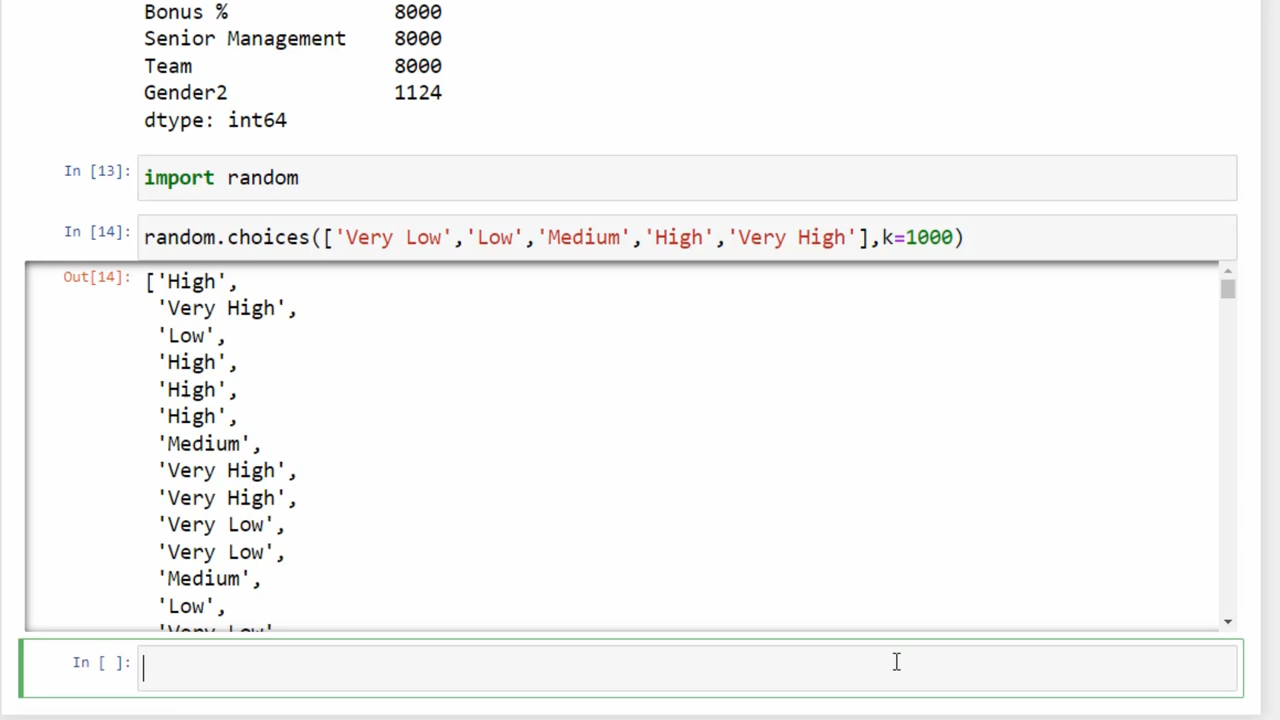 Bonus % 8000
Senior Management 8000
Team 8000
Gender2 1124
dtype: int64
In [13]: import random
In [14]: random.choices(['Very Low','Low','Medium','High','Very High'],k=1000)
Out[14]: ['High',
'Very High',
'Low',
'High',
'High',
'High',
'Medium',
'Very High',
'Very High',
'Very Low',
'Very Low',
'Medium',
'Low',
'Very Low'
In [ ]: